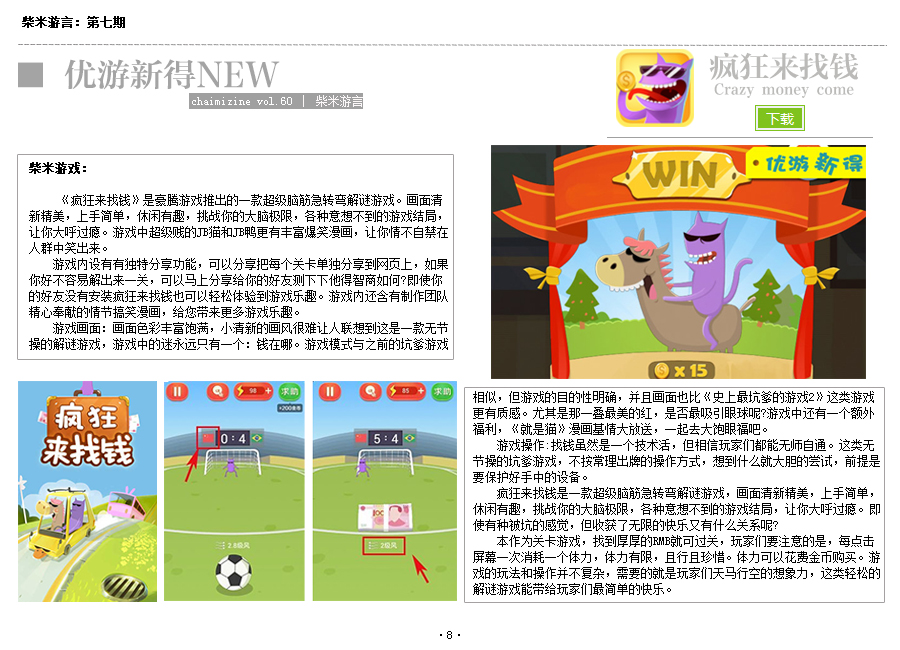 柴米游言：第七期
优游新得NEW
chaimizine vol.60 | 柴米游言
疯狂来找钱
Crazy money come
下载
柴米游戏：
《疯狂来找钱》是豪腾游戏推出的一款超级脑筋急转弯解谜游戏。画面清
新精美，上手简单，休闲有趣，挑战你的大脑极限，各种意想不到的游戏结局，
让你大呼过瘾。游戏中超级贱的JB猫和JB鸭更有丰富爆笑漫画，让你情不自禁在
人群中笑出来。
游戏内设有有独特分享功能，可以分享把每个关卡单独分享到网页上，如果
你好不容易解出来一关，可以马上分享给你的好友测下下他得智商如何?即使你
的好友没有安装疯狂来找钱也可以轻松体验到游戏乐趣。游戏内还含有制作团队
精心奉献的情节搞笑漫画，给您带来更多游戏乐趣。
游戏画面：画面色彩丰富饱满，小清新的画风很难让人联想到这是一款无节
操的解谜游戏，游戏中的迷永远只有一个：钱在哪。游戏模式与之前的坑爹游戏
WIN
·优游新得
x 15
疯狂
来找钱
98
求助
+200金币
0:4
2.8级风
85
求助
5:4
2级风
相似，但游戏的目的性明确，并且画面也比《史上最坑爹的游戏2》这类游戏
更有质感。尤其是那一叠最美的红，是否最吸引眼球呢?游戏中还有一个额外
福利，《就是猫》漫画基情大放送，一起去大饱眼福吧。
游戏操作:找钱虽然是一个技术活，但相信玩家们都能无师自通。这类无
节操的坑爹游戏，不按常理出牌的操作方式，想到什么就大胆的尝试，前提是
要保护好手中的设备。
疯狂来找钱是一款超级脑筋急转弯解谜游戏，画面清新精美，上手简单，
休闲有趣，挑战你的大脑极限，各种意想不到的游戏结局，让你大呼过瘾。即
使有种被坑的感觉，但收获了无限的快乐又有什么关系呢?
本作为关卡游戏，找到厚厚的RMB就可过关，玩家们要注意的是，每点击
屏幕一次消耗一个体力，体力有限，且行且珍惜。体力可以花费金币购买。游
戏的玩法和操作并不复杂，需要的就是玩家们天马行空的想象力，这类轻松的
解谜游戏能带给玩家们最简单的快乐。
·8·